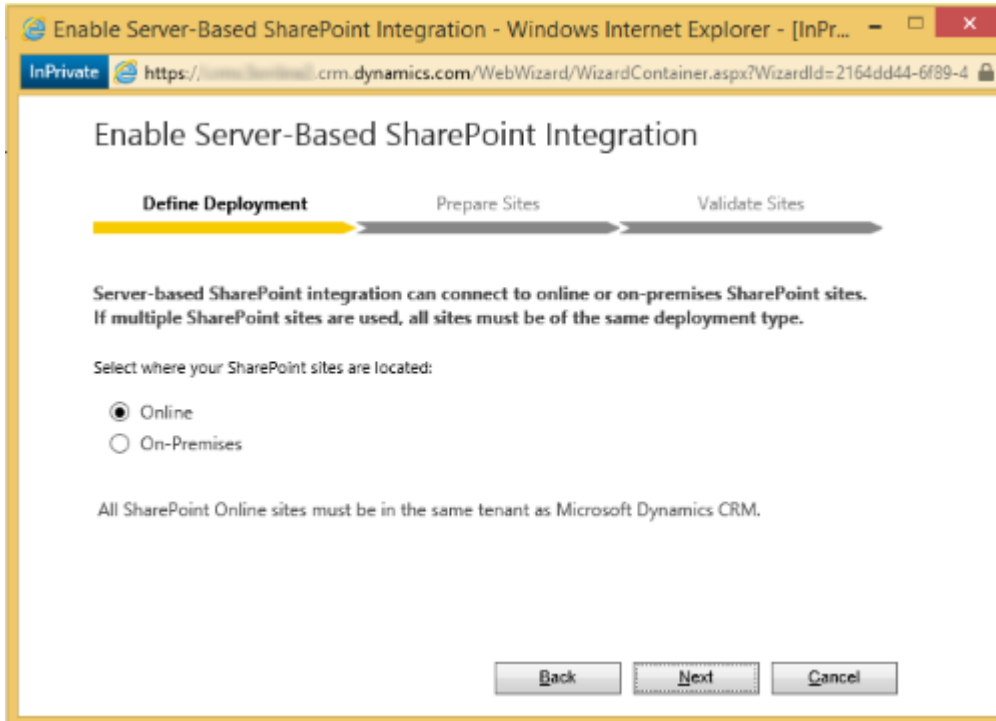 Enable Server-Based SharePoint Integration - Windows Internet Explorer - [InPr...
InPrivate https:/ .crm.dynamics.com/WebWizard/WizardContainer.aspx?WizardId=2164dd44-6f89-4
Enable Server-Based SharePoint Integration
Define Deployment Prepare Sites Validate Sites
Server-based SharePoint integration can connect to online or on-premises SharePoint sites.
If multiple SharePoint sites are used, all sites must be of the same deployment type.
Select where your SharePoint sites are located:
Online
On-Premises
All SharePoint Online sites must be in the same tenant as Microsoft Dynamics CRM.
Back Next Cancel